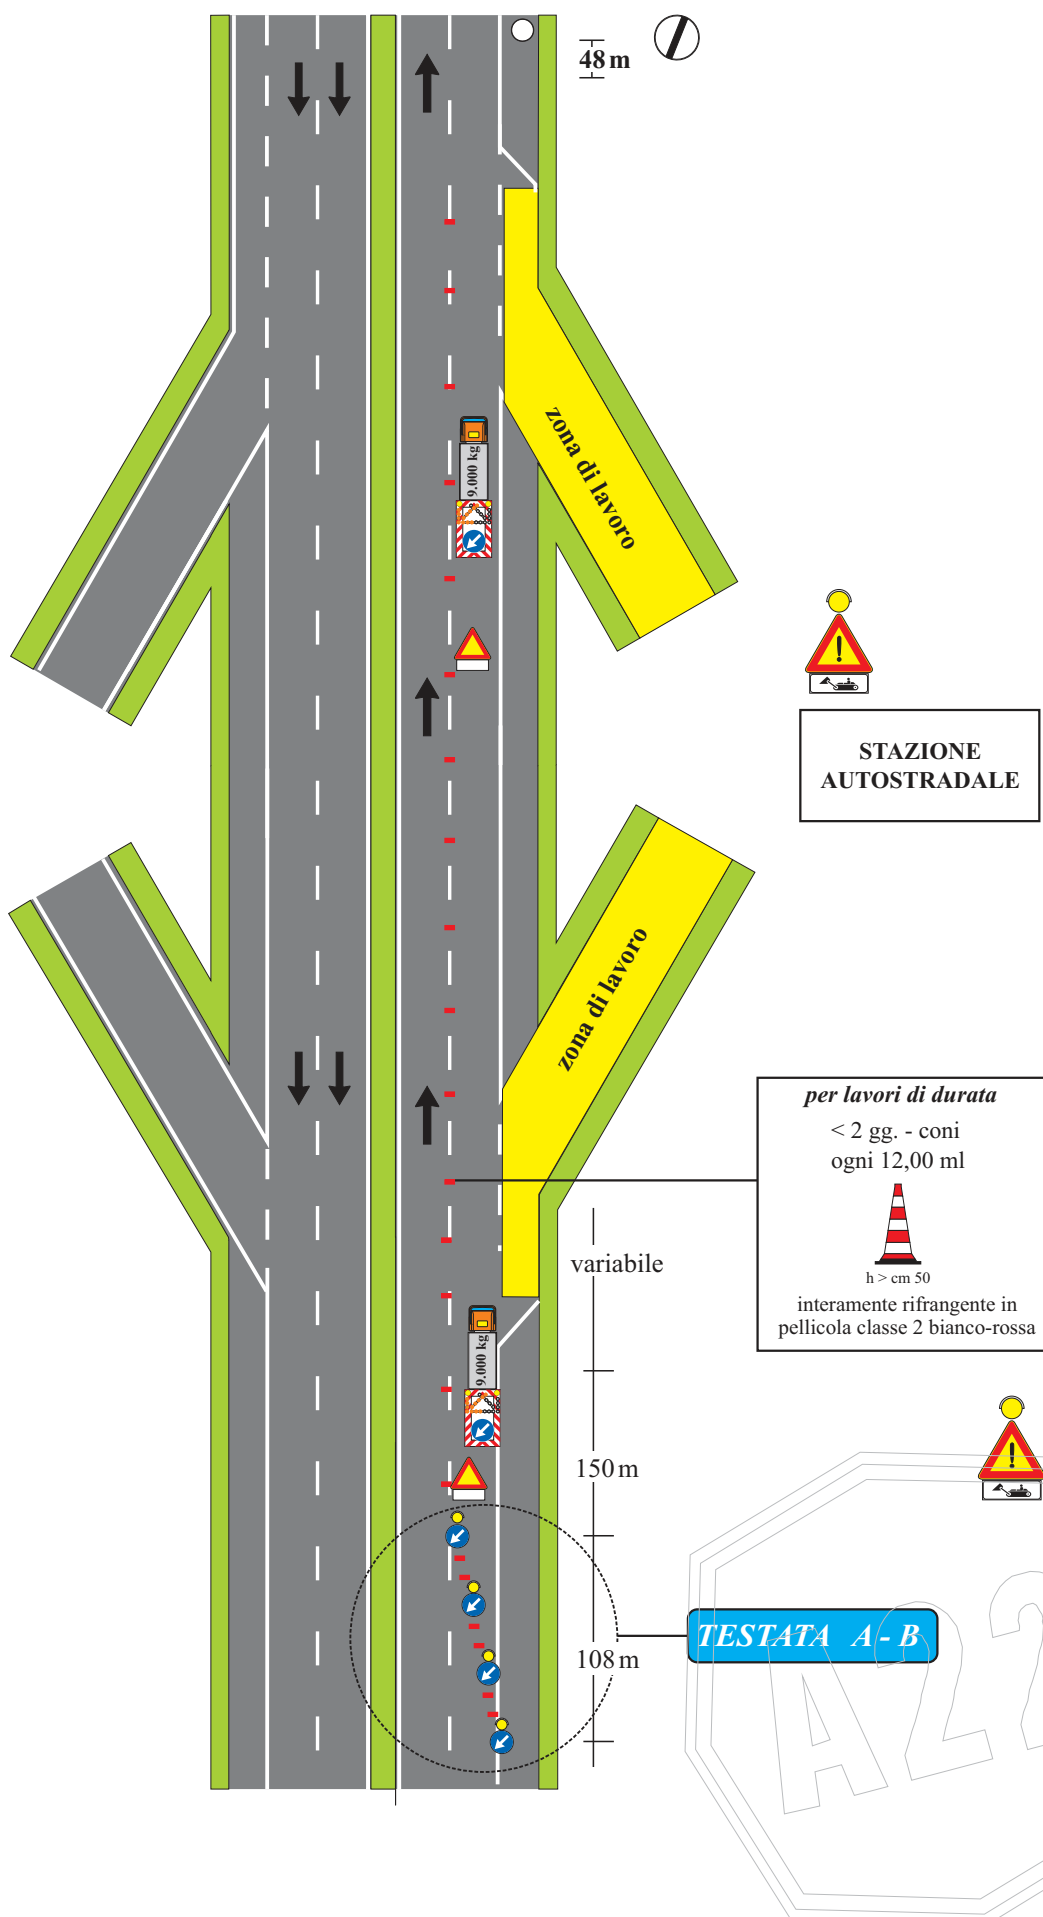 48 m
zona di lavoro
9.000 kg
STAZIONE
AUTOSTRADALE
zona di lavoro
per lavori di durata
< 2 gg. - coni
ogni 12,00 ml
h > cm 50
interamente rifrangente in
pellicola classe 2 bianco-rossa
variabile
9.000 kg
150 m
TESTATA A - B
108 m
A22